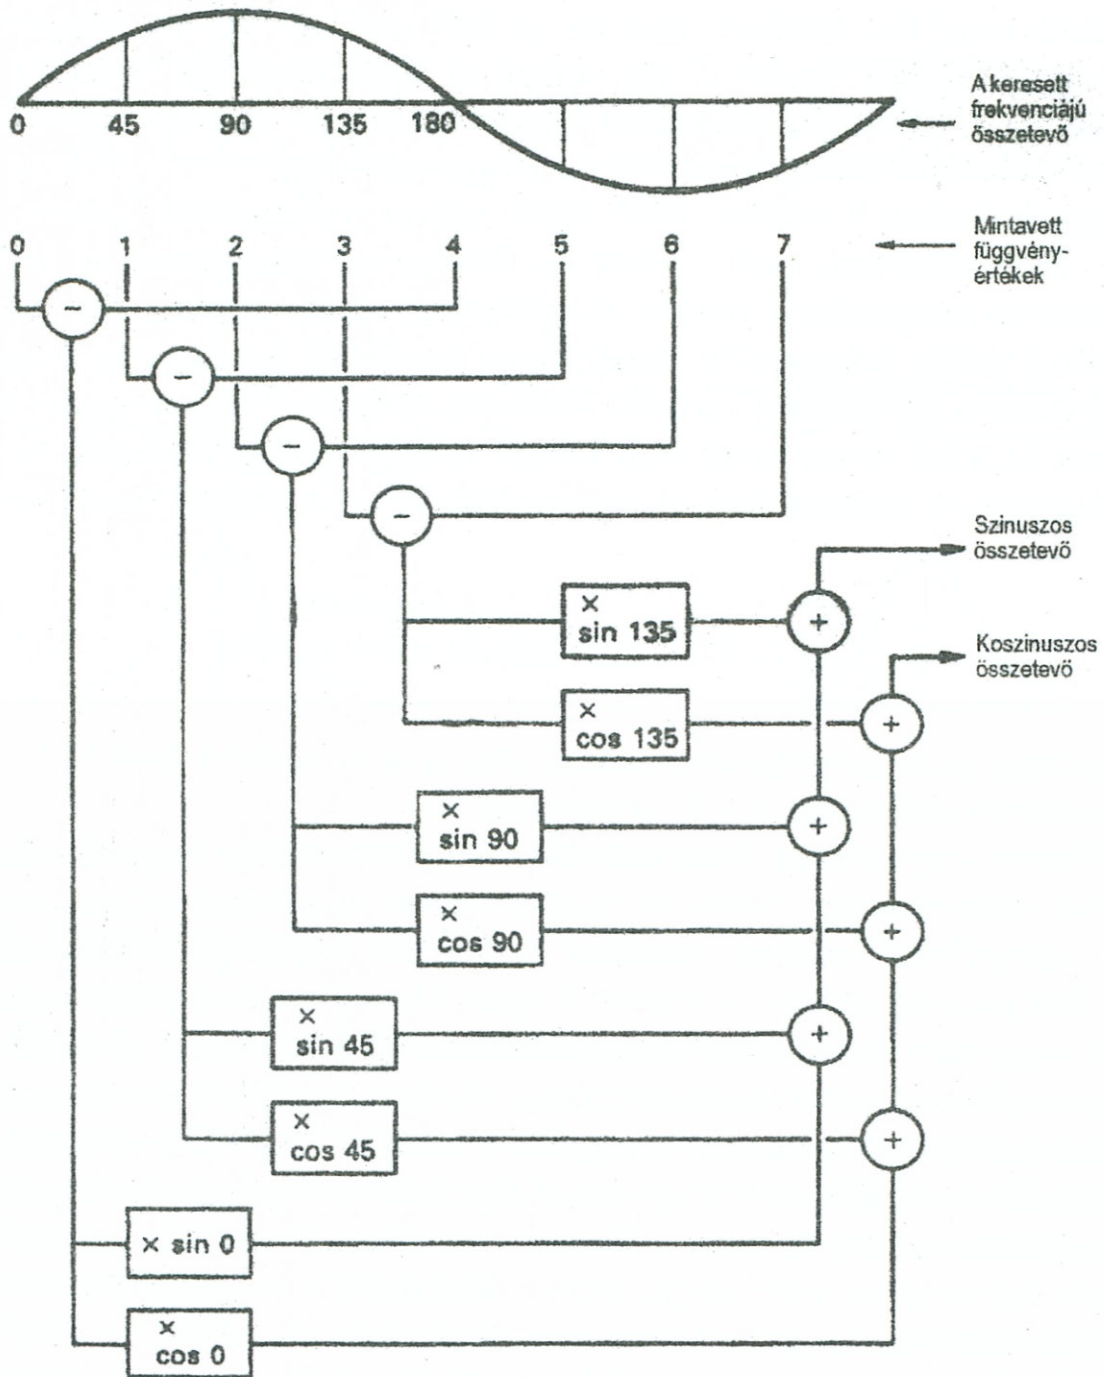 A keresett
frekvenciájú
összetevő
0 45 90 135 180
Mintavett
függvény-
értékek
0 1 2 3 4 5 6 7
−
−
−
−
Szinuszos
összetevő
×
sin 135
+
Koszinuszos
összetevő
×
cos 135
+
×
sin 90
+
×
cos 90
+
×
sin 45
+
×
cos 45
+
× sin 0
×
cos 0